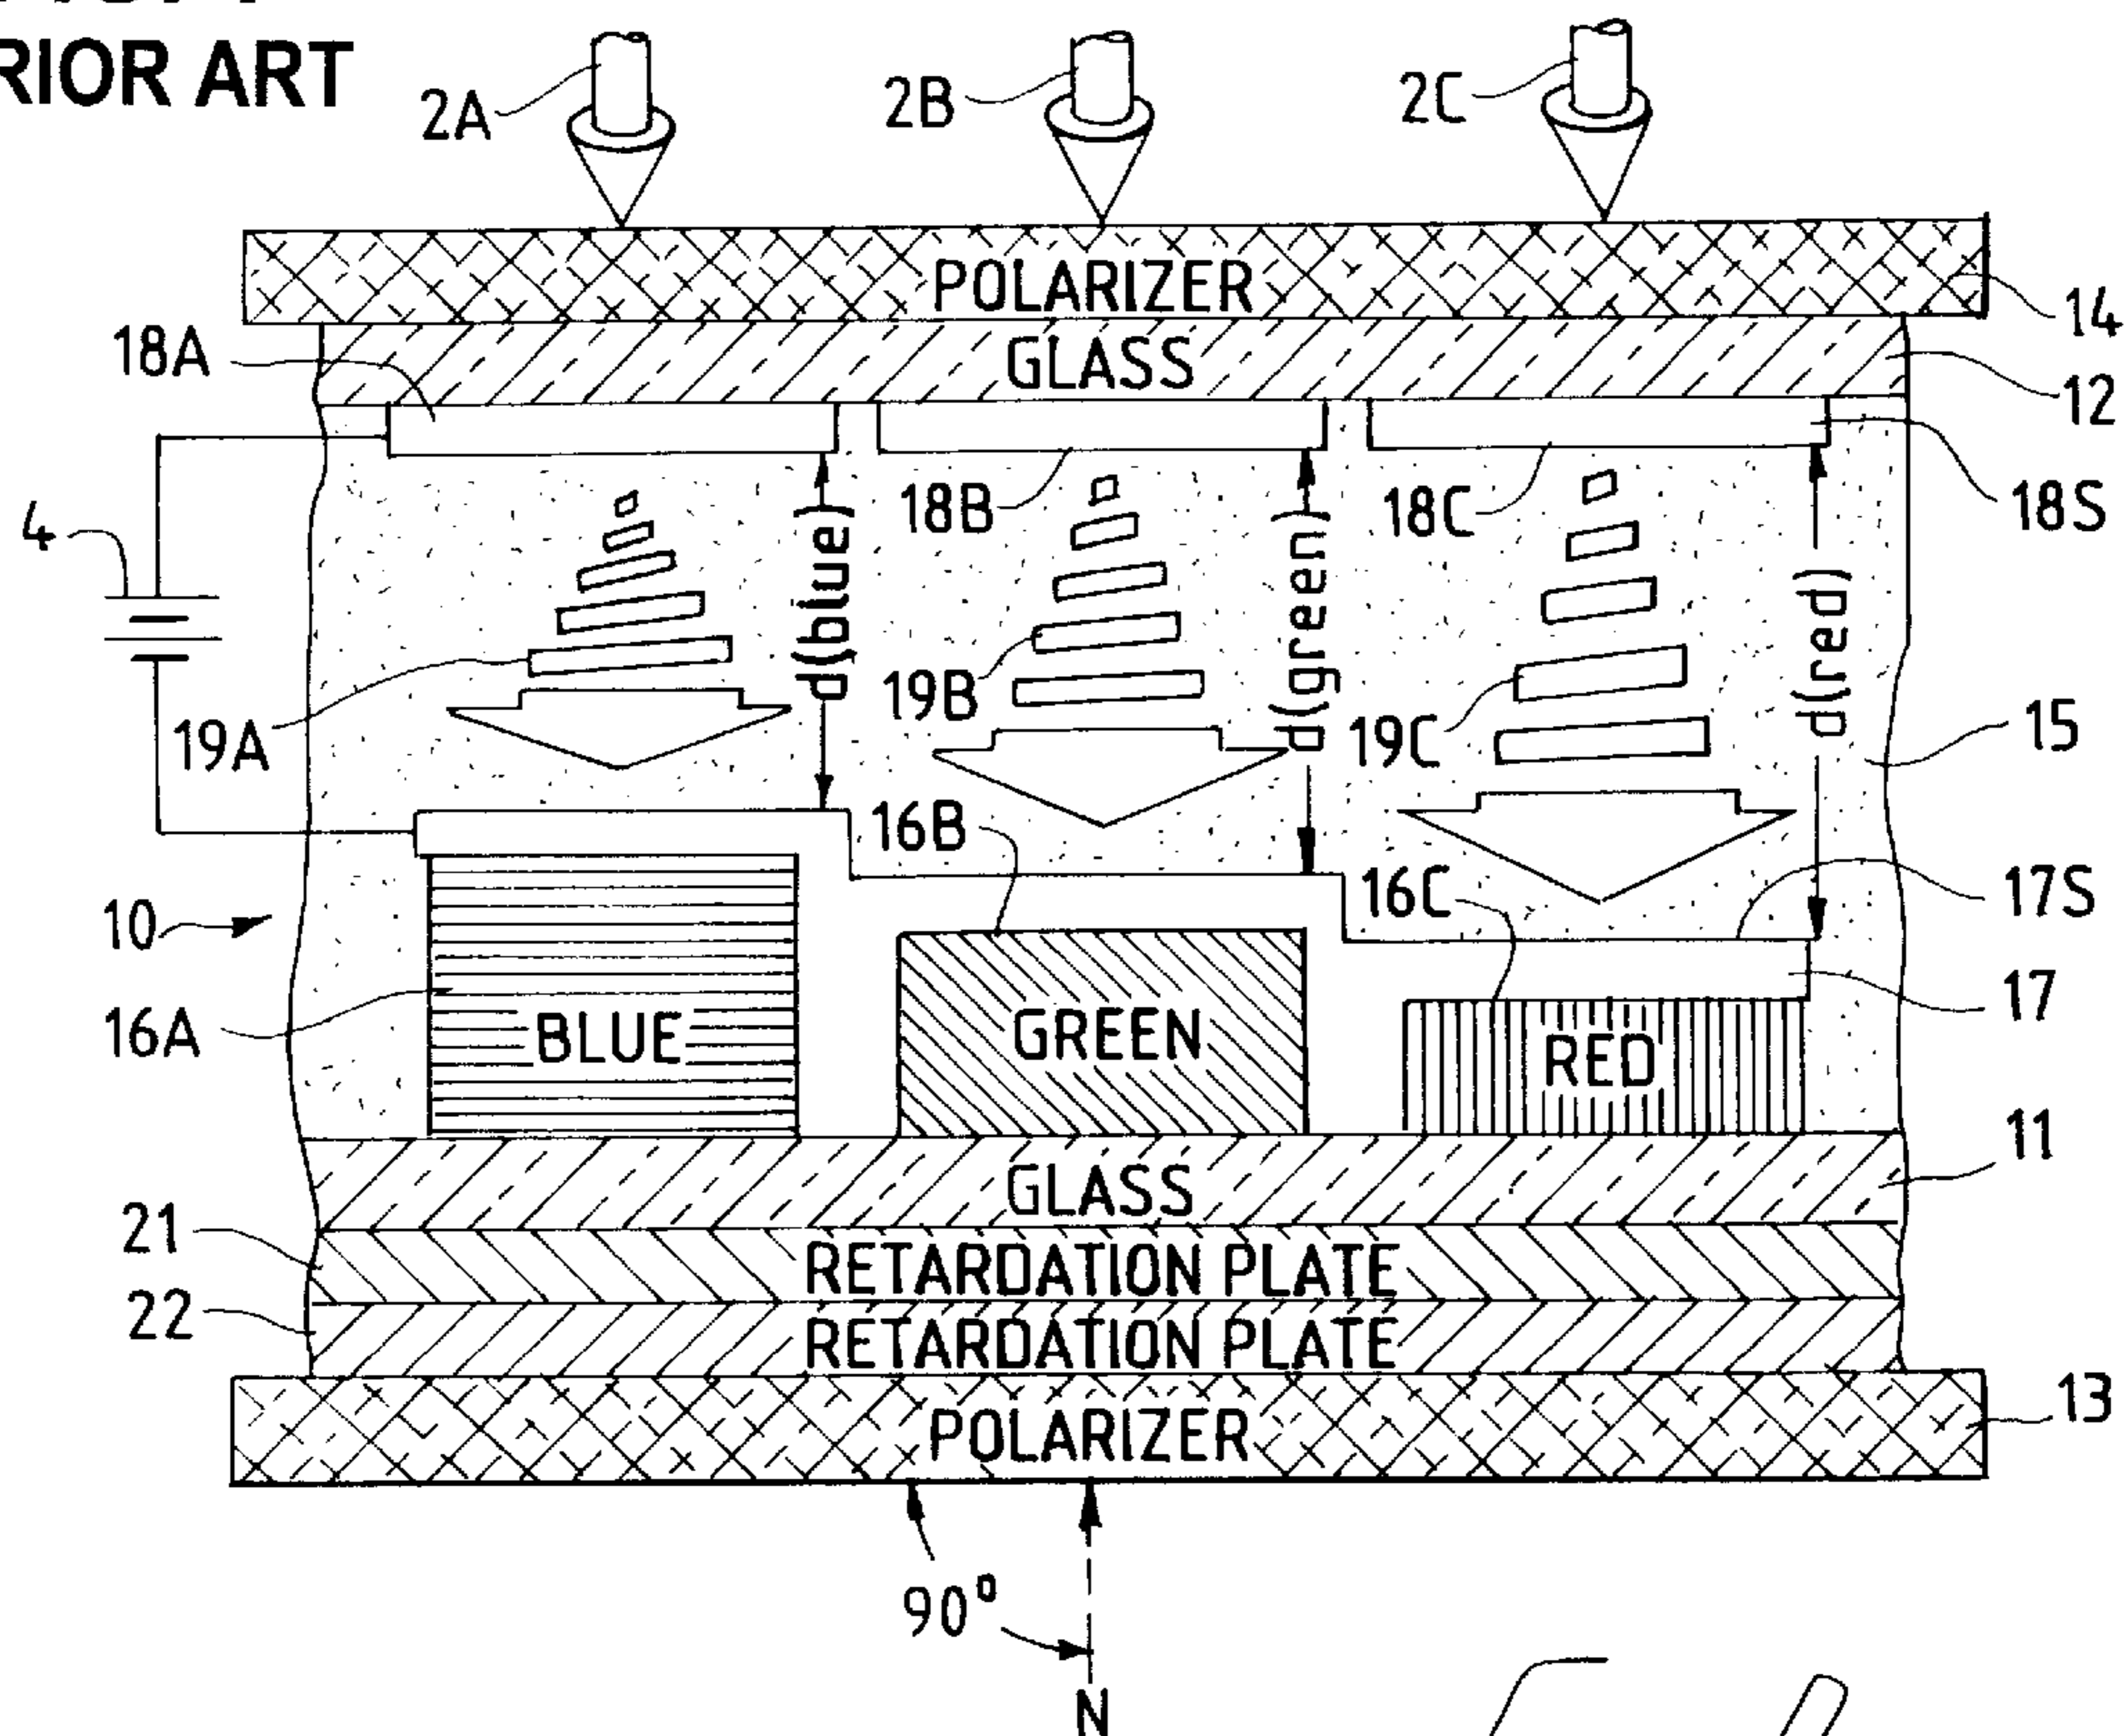 RIOR ART
2A
2B
2C
POLARIZER
14
18A
GLASS
12
4
18B
18C
18S
d(blue)
d(green)
d(red)
19A
19B
19C
15
16B
16C
17S
10
17
16A
BLUE
GREEN
RED
11
GLASS
21
RETARDATION PLATE
22
RETARDATION PLATE
13
POLARIZER
90°
N